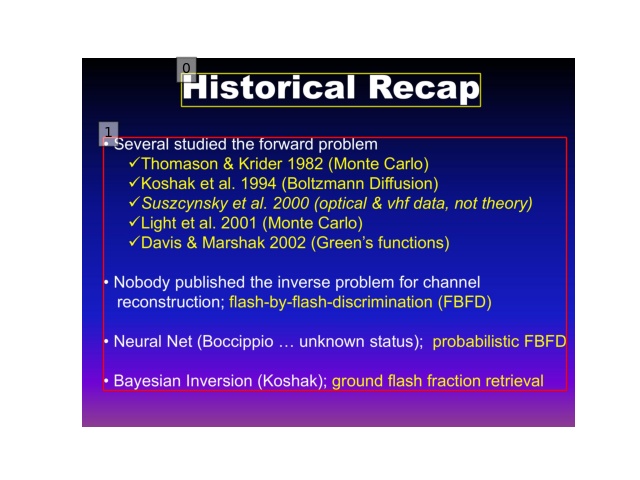 0
Historical Recap
1
• Several studied the forward problem
✓Thomason & Krider 1982 (Monte Carlo)
✓Koshak et al. 1994 (Boltzmann Diffusion)
✓Suszcynsky et al. 2000 (optical & vhf data, not theory)
✓Light et al. 2001 (Monte Carlo)
✓Davis & Marshak 2002 (Green's functions)
• Nobody published the inverse problem for channel
reconstruction; flash-by-flash-discrimination (FBFD)
• Neural Net (Boccippio … unknown status); probabilistic FBFD
• Bayesian Inversion (Koshak); ground flash fraction retrieval